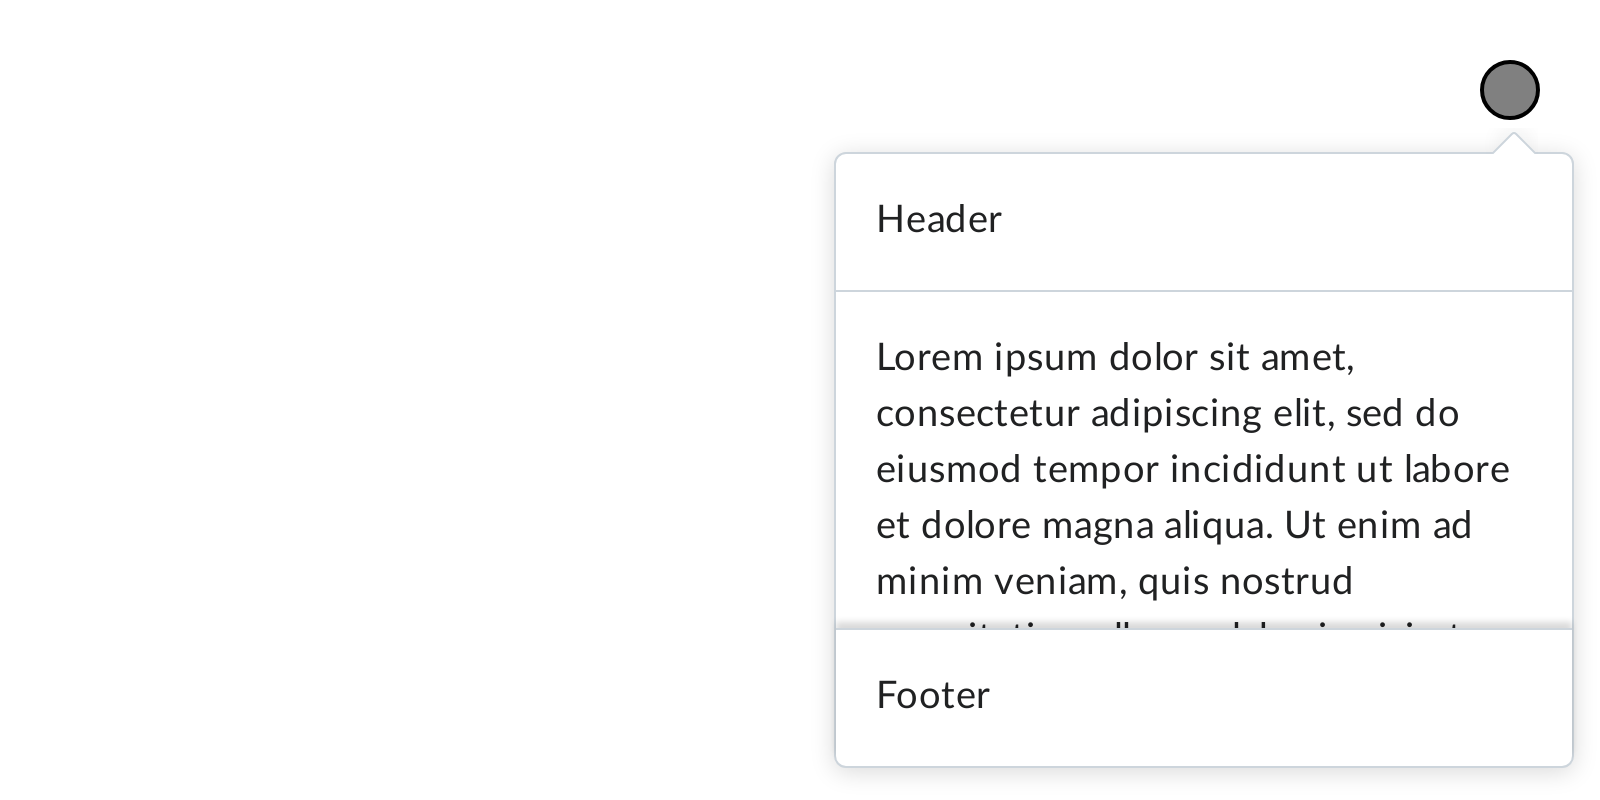 Header
Lorem ipsum dolor sit amet,
consectetur adipiscing elit, sed do
eiusmod tempor incididunt ut labore
et dolore magna aliqua. Ut enim ad
minim veniam, quis nostrud
Footer